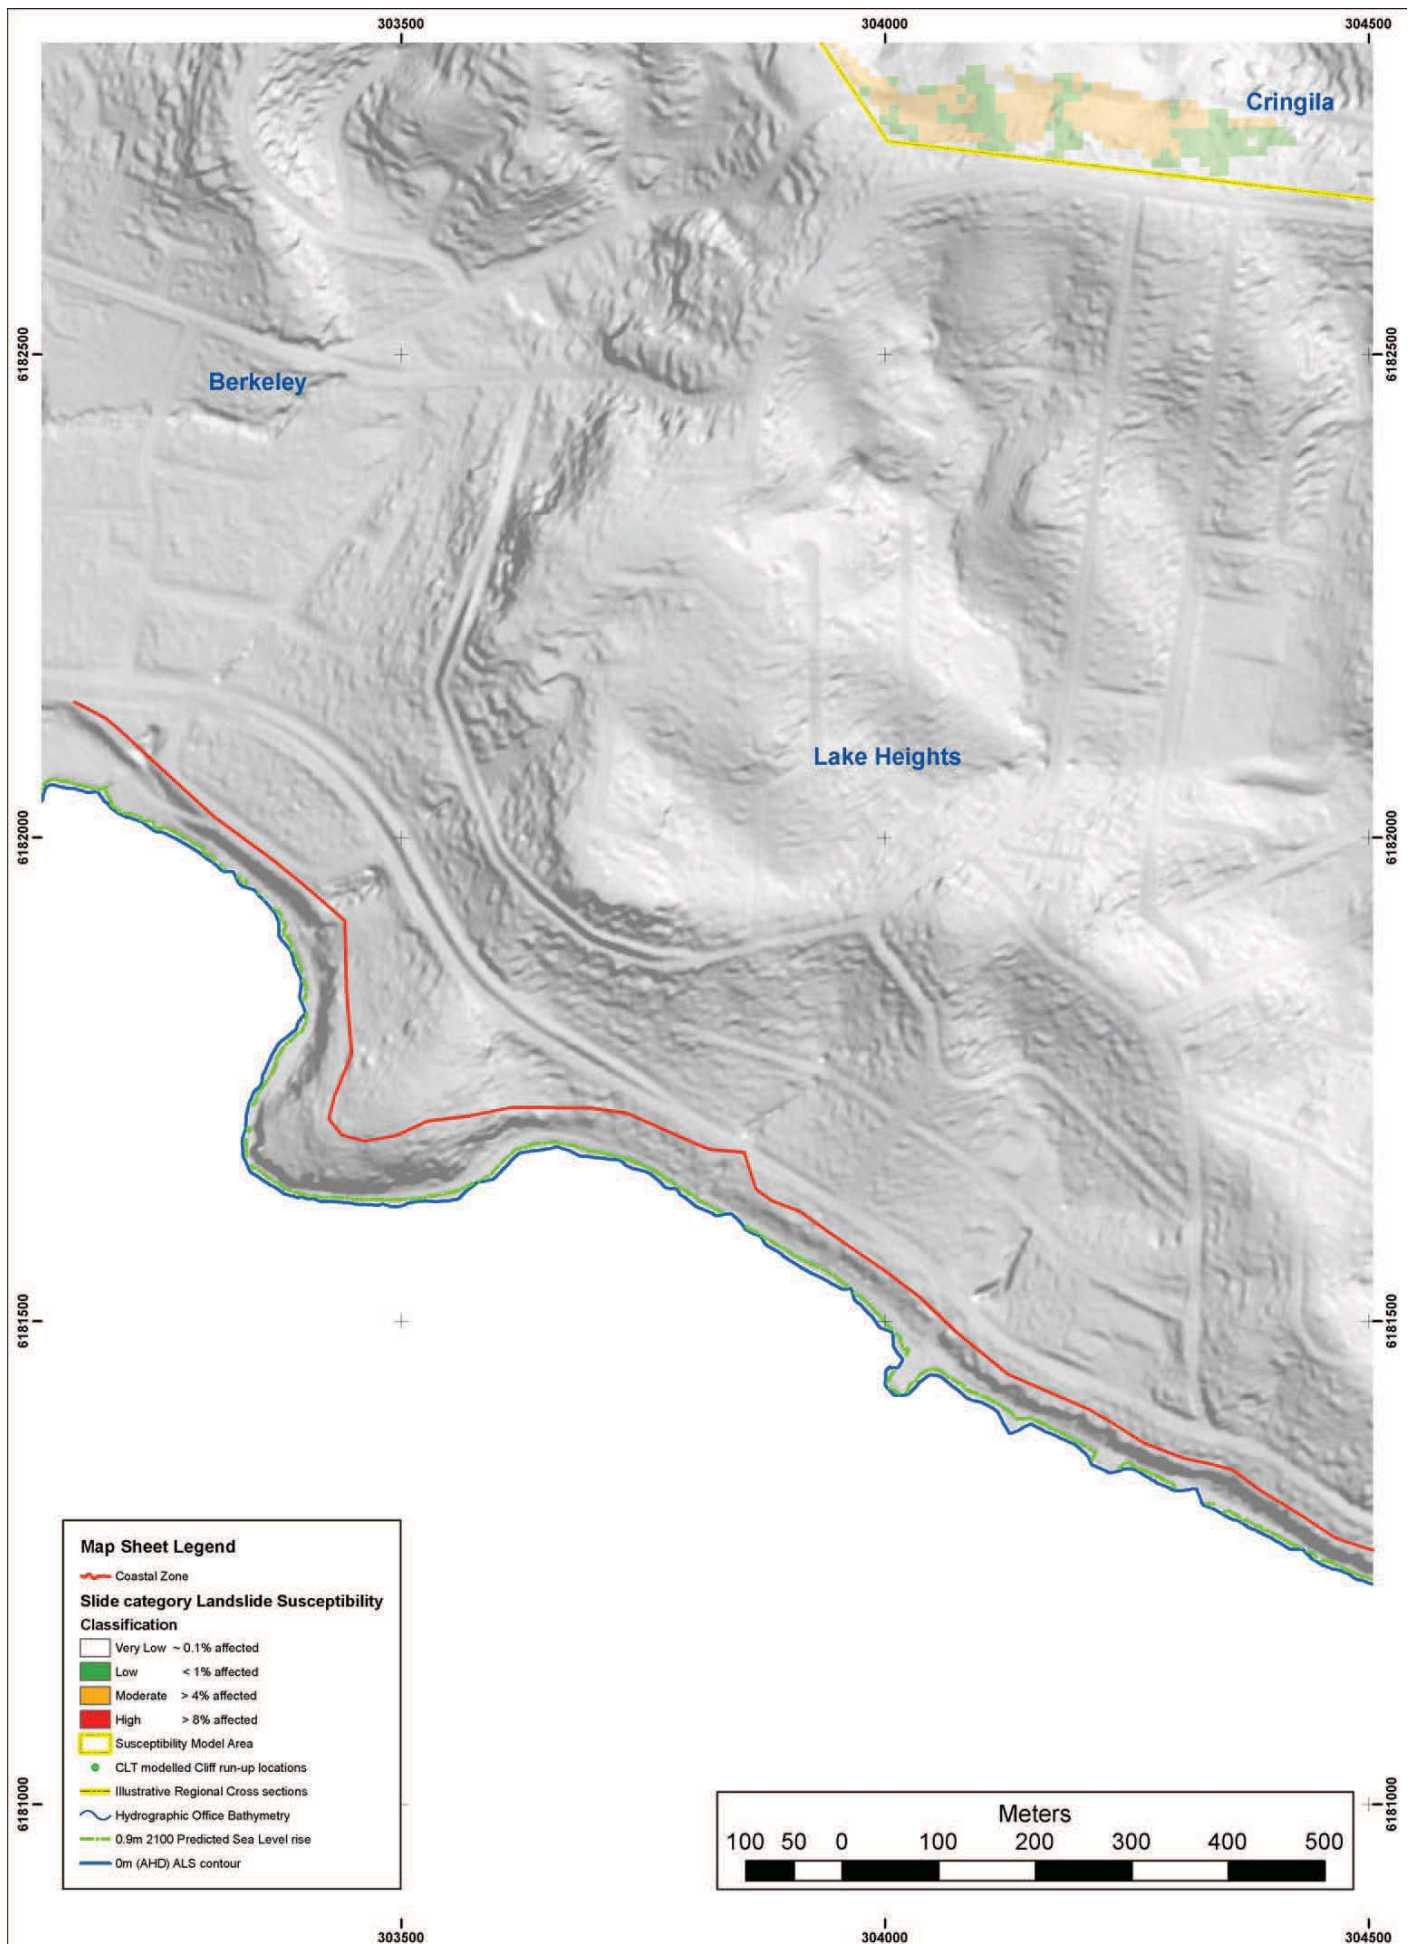 303500 304000 304500
Cringila
6182500 6182500
Berkeley
Lake Heights
6182000 6182000
6181500 6181500
Map Sheet Legend
Coastal Zone
Slide category Landslide Susceptibility
Classification
Very Low ~ 0.1% affected
Low < 1% affected
Moderate > 4% affected
High > 8% affected
Susceptibility Model Area
CLT modelled Cliff run-up locations
Illustrative Regional Cross sections
Hydrographic Office Bathymetry
0.9m 2100 Predicted Sea Level rise
0m (AHD) ALS contour
6181000 6181000
Meters
100 50 0 100 200 300 400 500
303500 304000 304500